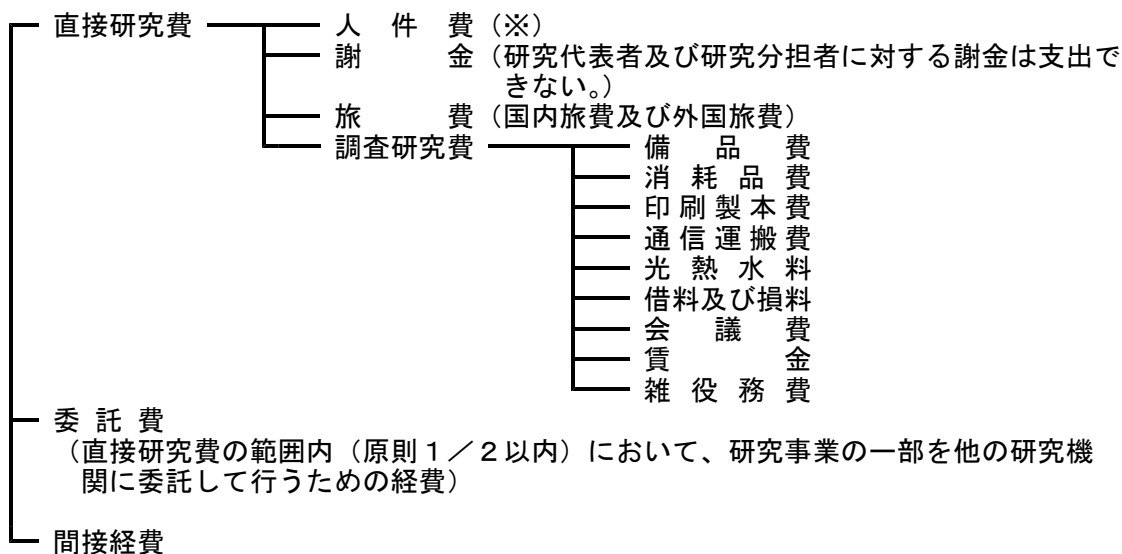 直接研究費 人件費(※)
謝金(研究代表者及び研究分担者に対する謝金は支出で
きない。)
旅費(国内旅費及び外国旅費)
調査研究費 備品費
消耗品費
印刷製本費
通信運搬費
光熱水料
借料及び損料
会議費
賃金
雑役務費
委託費
(直接研究費の範囲内(原則1/2以内)において、研究事業の一部を他の研究機
関に委託して行うための経費)
間接経費